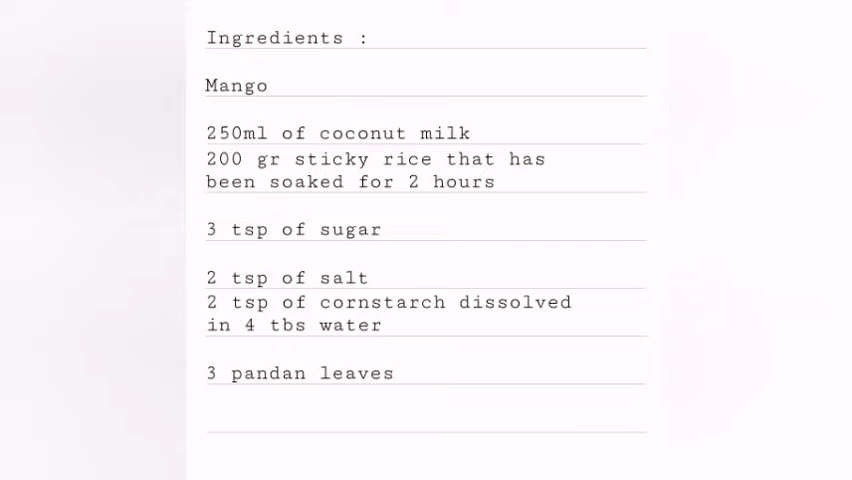 Ingredients :
Mango
250ml of coconut milk
200 gr sticky rice that has
been soaked for 2 hours
3 tsp of sugar
2 tsp of salt
2 tsp of cornstarch dissolved
in 4 tbs water
3 pandan leaves